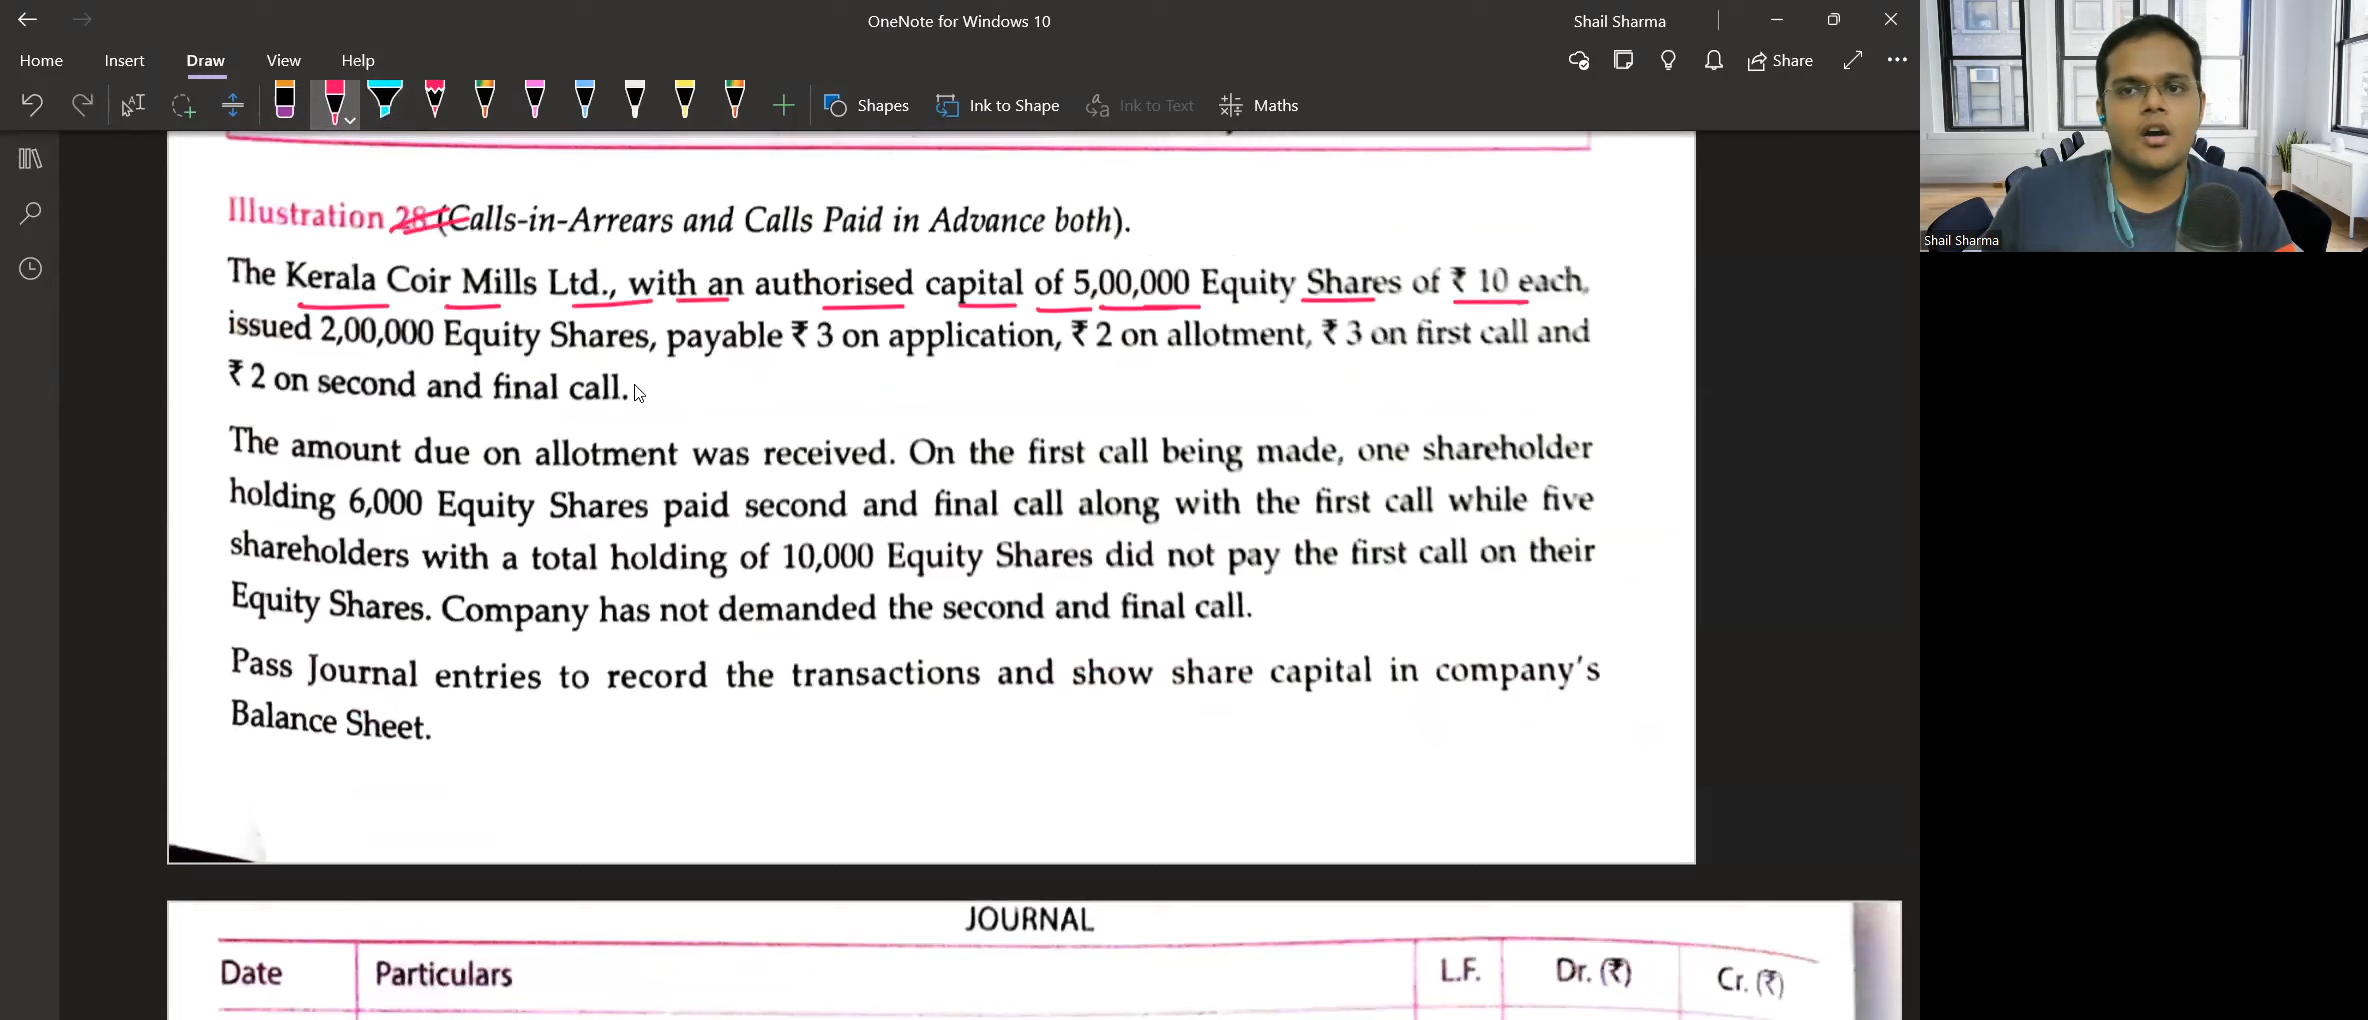 OneNote for Windows 10
Shail Sharma
Home Insert Draw View Help
Share
Shapes Ink to Shape Ink to Text Maths
Shail Sharma
Illustration 28 (Calls-in-Arrears and Calls Paid in Advance both).
The Kerala Coir Mills Ltd., with an authorised capital of 5,00,000 Equity Shares of ₹ 10 each,
issued 2,00,000 Equity Shares, payable ₹ 3 on application, ₹ 2 on allotment, ₹ 3 on first call and
₹ 2 on second and final call.
The amount due on allotment was received. On the first call being made, one shareholder
holding 6,000 Equity Shares paid second and final call along with the first call while five
shareholders with a total holding of 10,000 Equity Shares did not pay the first call on their
Equity Shares. Company has not demanded the second and final call.
Pass Journal entries to record the transactions and show share capital in company's
Balance Sheet.
JOURNAL
Date Particulars L.F. Dr. (₹) Cr. (₹)